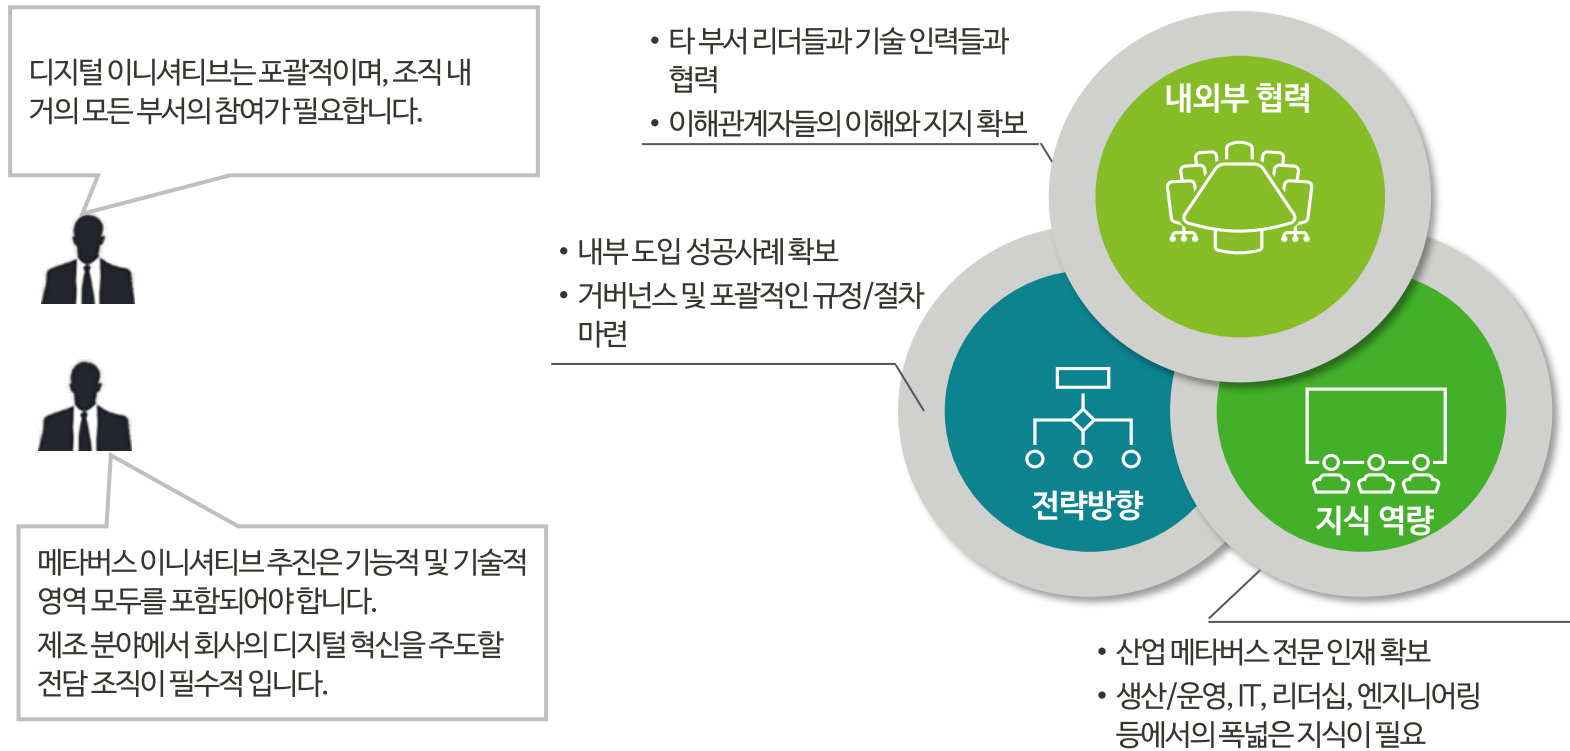 디지털 이니셔티브는 포괄적이며, 조직 내
거의 모든 부서의 참여가 필요합니다.
메타버스 이니셔티브 추진은 기능적 및 기술적
영역 모두를 포함되어야 합니다.
제조 분야에서 회사의 디지털 혁신을 주도할
전담 조직이 필수적 입니다.
• 타 부서 리더들과 기술 인력들과
협력
• 이해관계자들의 이해와 지지 확보
내외부 협력
• 내부 도입 성공사례 확보
• 거버넌스 및 포괄적인 규정/절차
마련
전략방향
지식 역량
• 산업 메타버스 전문 인재 확보
• 생산/운영, IT, 리더십, 엔지니어링
등에서의 폭넓은 지식이 필요